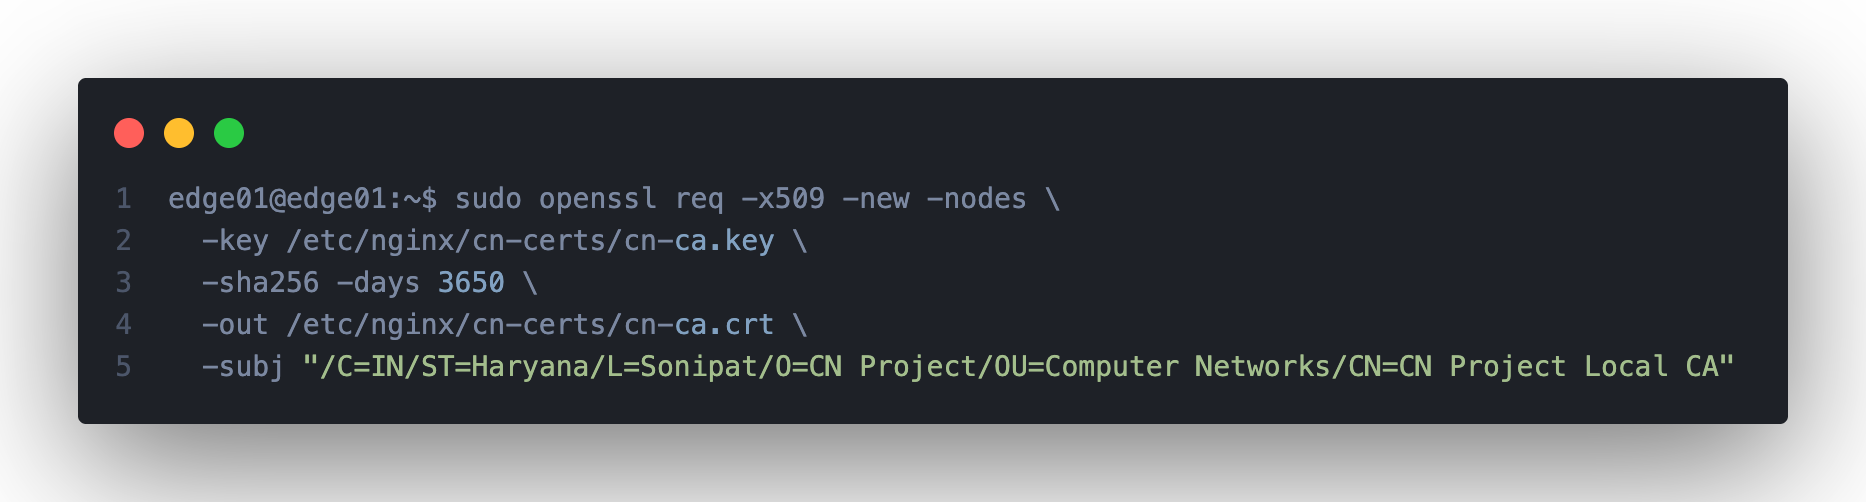 1 edge01@edge01:~$ sudo openssl req -x509 -new -nodes \
2 -key /etc/nginx/cn-certs/cn-ca.key \
3 -sha256 -days 3650 \
4 -out /etc/nginx/cn-certs/cn-ca.crt \
5 -subj "/C=IN/ST=Haryana/L=Sonipat/O=CN Project/OU=Computer Networks/CN=CN Project Local CA"